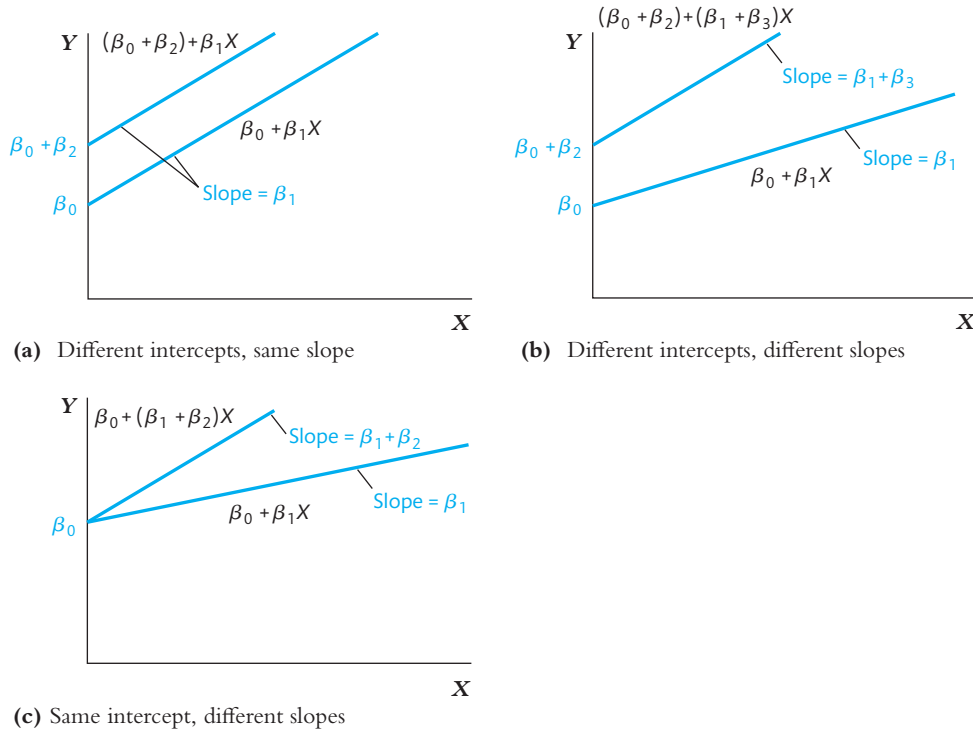 Y
(β₀ + β₂) + β₁X
β₀ + β₁X
β₀ + β₂
Slope = β₁
β₀
X
(a) Different intercepts, same slope
(β₀ + β₂) + (β₁ + β₃)X
Y
Slope = β₁ + β₃
β₀ + β₂
Slope = β₁
β₀ + β₁X
β₀
X
(b) Different intercepts, different slopes
Y
β₀ + (β₁ + β₂)X
Slope = β₁ + β₂
Slope = β₁
β₀ + β₁X
β₀
X
(c) Same intercept, different slopes